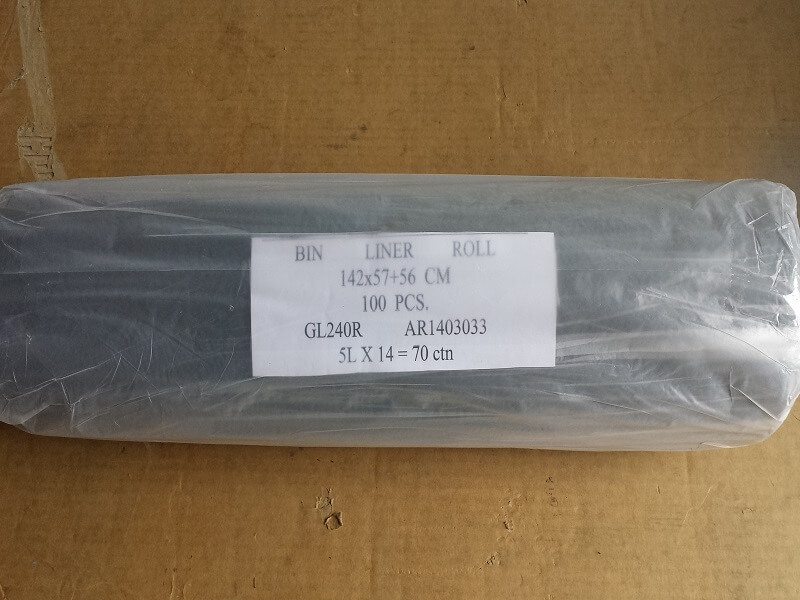 BIN LINER ROLL
142x57+56 CM
100 PCS.
GL240R AR1403033
5L X 14 = 70 ctn